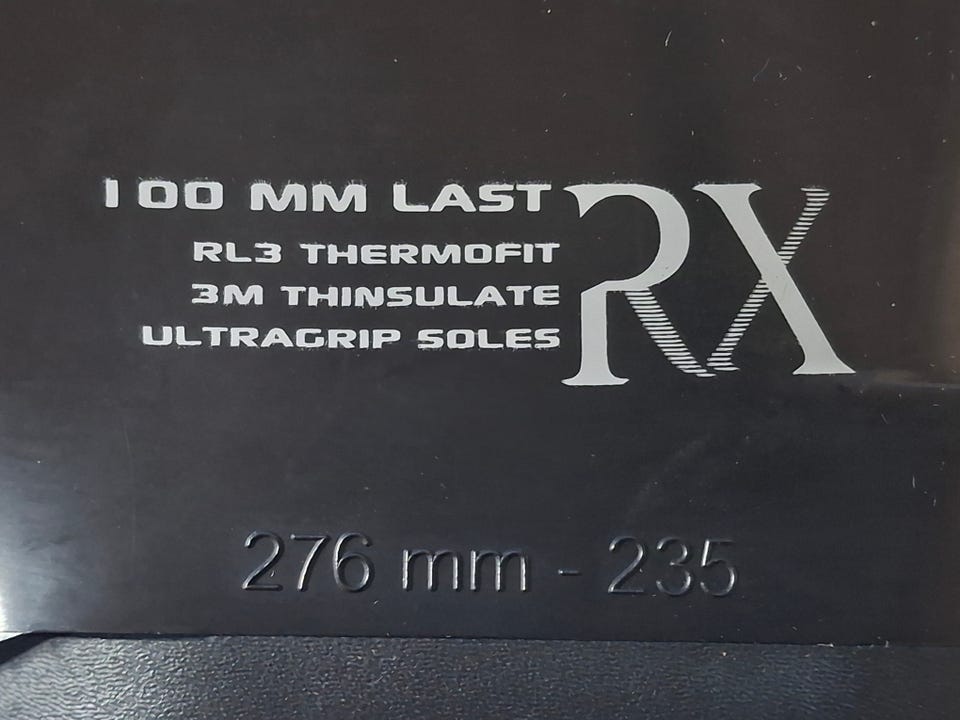 100 MM LAST
RL3 THERMOFIT
3M THINSULATE
ULTRAGRIP SOLES
RX
276 mm - 235